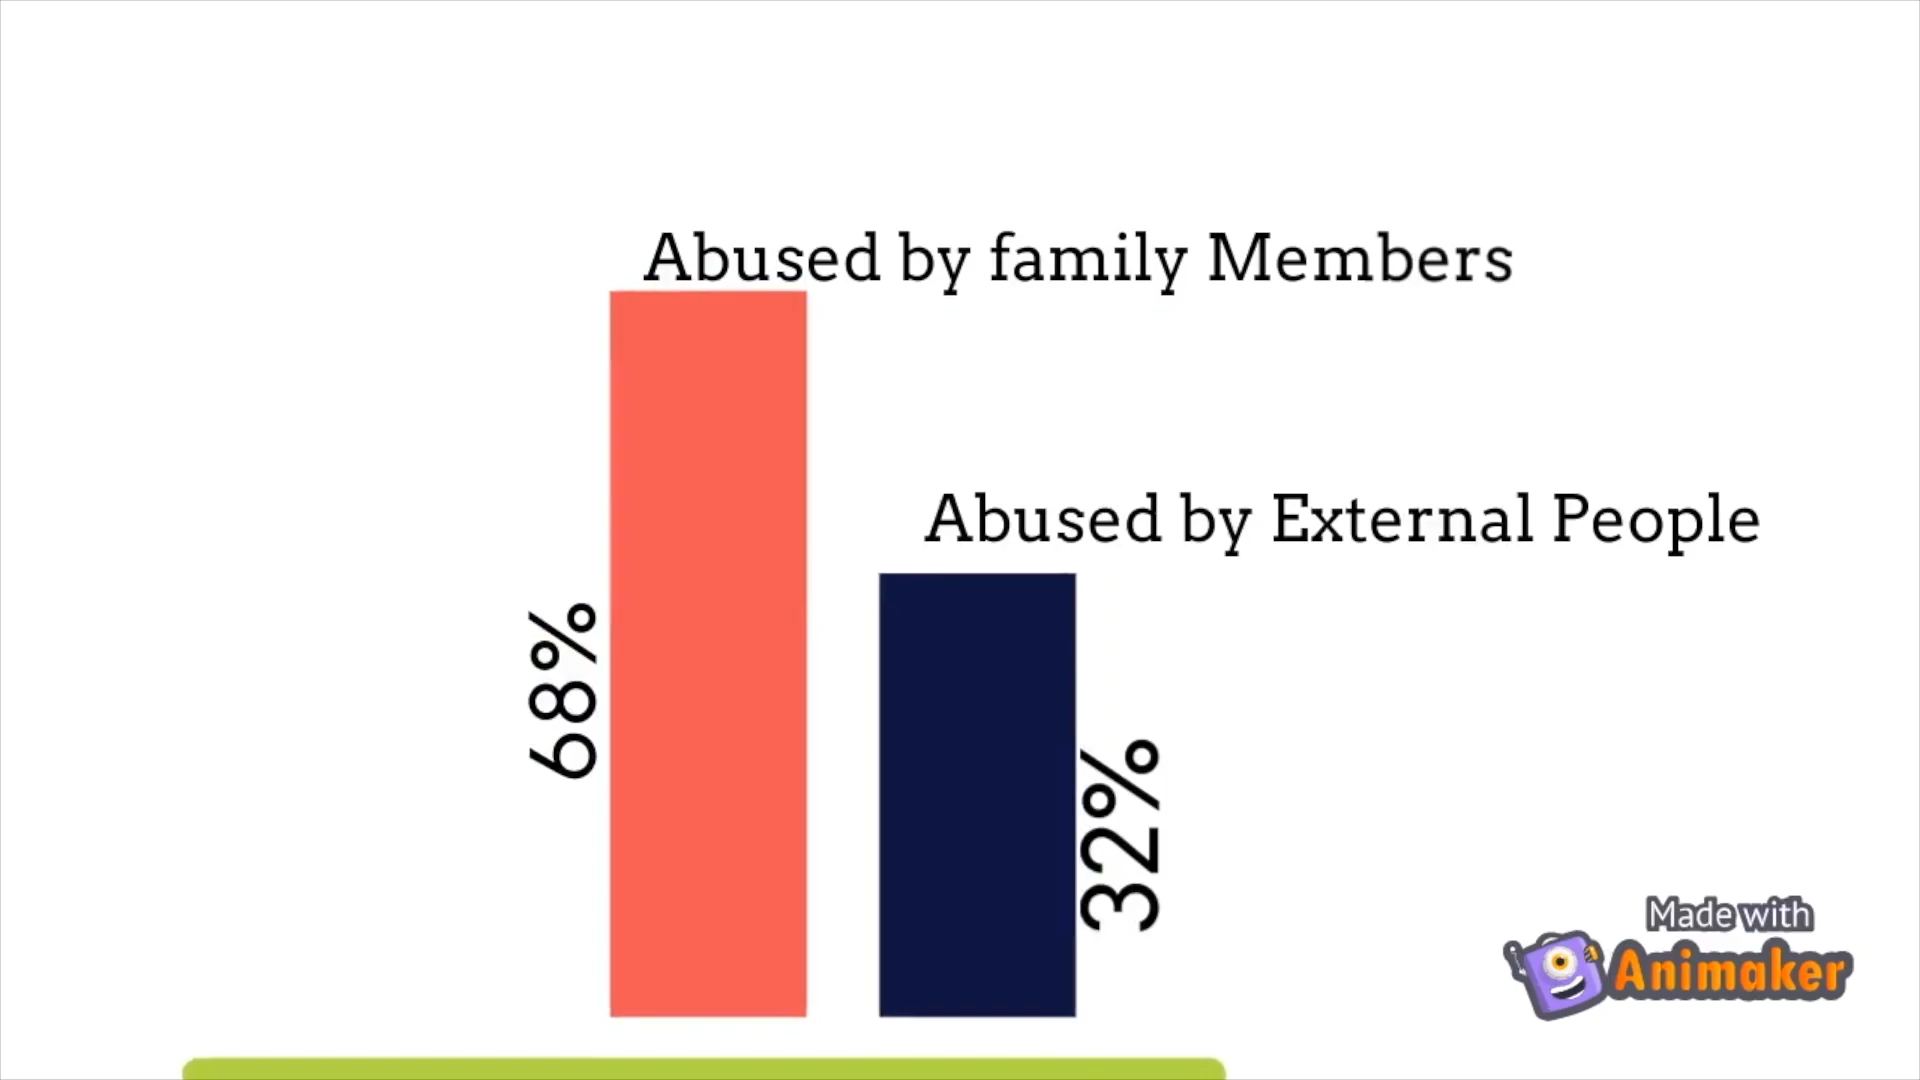 Abused by family Members
Abused by External People
68%
32%
Made with
Animaker